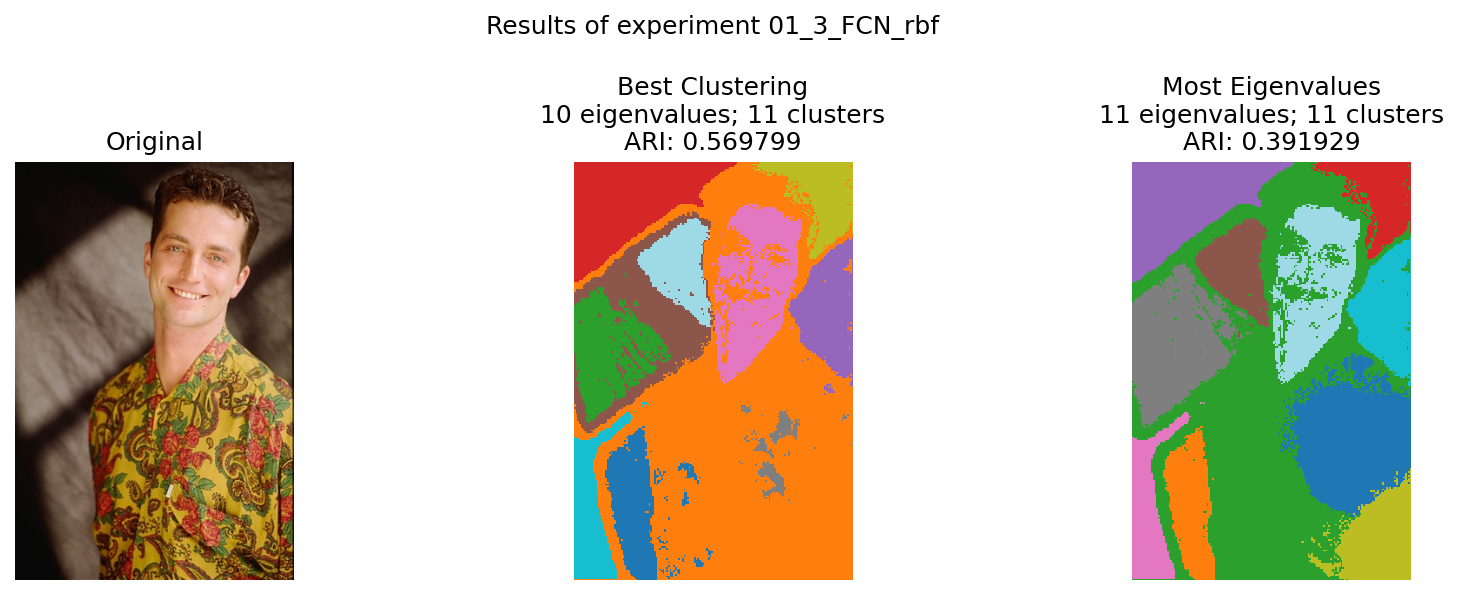 Results of experiment 01_3_FCN_rbf
Original
Best Clustering
10 eigenvalues; 11 clusters
ARI: 0.569799
Most Eigenvalues
11 eigenvalues; 11 clusters
ARI: 0.391929